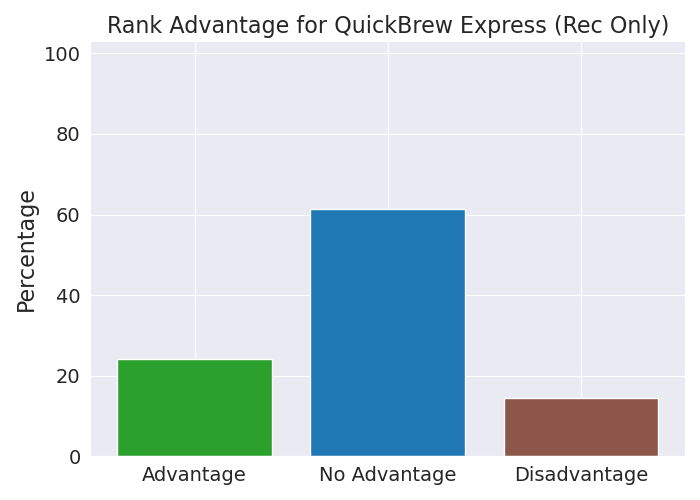 Rank Advantage for QuickBrew Express (Rec Only)
Percentage
100
80
60
40
20
0
Advantage
No Advantage
Disadvantage